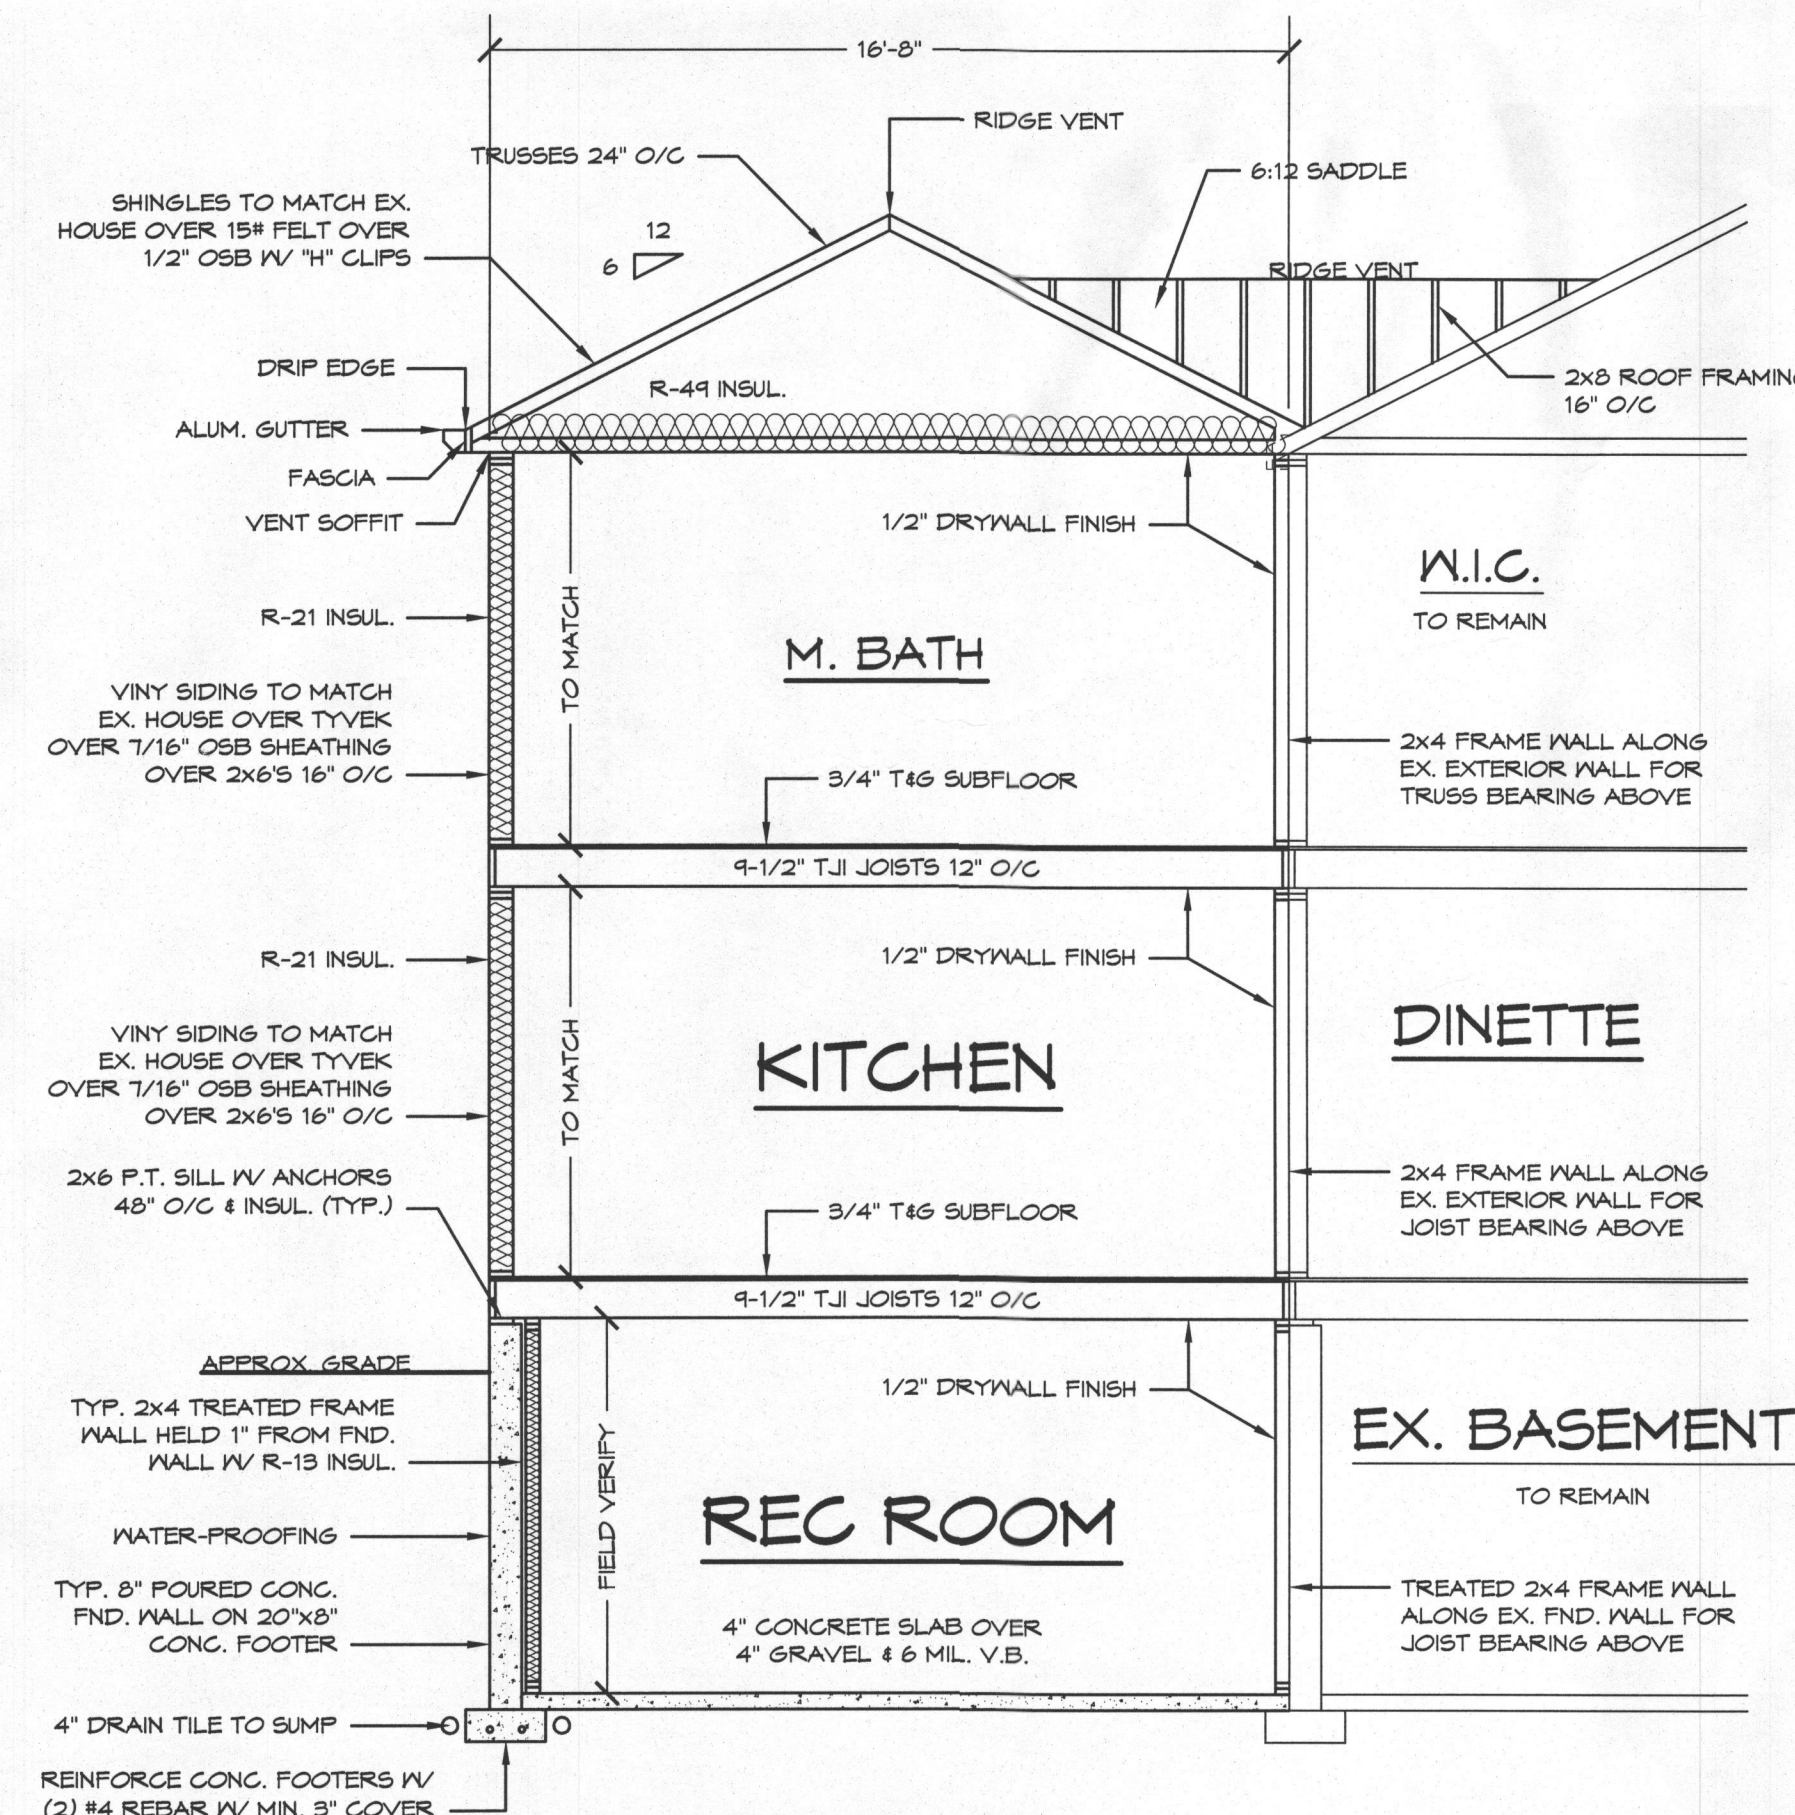 16'-8"
RIDGE VENT
TRUSSES 24" O/C
6:12 SADDLE
SHINGLES TO MATCH EX.
HOUSE OVER 15# FELT OVER
1/2" OSB W/ "H" CLIPS
12
6
RIDGE VENT
DRIP EDGE
R-49 INSUL.
2x8 ROOF FRAMING
16" O/C
ALUM. GUTTER
FASCIA
VENT SOFFIT
1/2" DRYWALL FINISH
W.I.C.
TO REMAIN
R-21 INSUL.
TO MATCH
M. BATH
VINY SIDING TO MATCH
EX. HOUSE OVER TYVEK
OVER 7/16" OSB SHEATHING
OVER 2x6'S 16" O/C
2x4 FRAME WALL ALONG
EX. EXTERIOR WALL FOR
TRUSS BEARING ABOVE
3/4" T&G SUBFLOOR
9-1/2" TJI JOISTS 12" O/C
R-21 INSUL.
1/2" DRYWALL FINISH
DINETTE
VINY SIDING TO MATCH
EX. HOUSE OVER TYVEK
OVER 7/16" OSB SHEATHING
OVER 2x6'S 16" O/C
TO MATCH
KITCHEN
2x6 P.T. SILL W/ ANCHORS
48" O/C & INSUL. (TYP.)
2x4 FRAME WALL ALONG
EX. EXTERIOR WALL FOR
JOIST BEARING ABOVE
3/4" T&G SUBFLOOR
9-1/2" TJI JOISTS 12" O/C
APPROX. GRADE
1/2" DRYWALL FINISH
TYP. 2x4 TREATED FRAME
WALL HELD 1" FROM FND.
WALL W/ R-13 INSUL.
EX. BASEMENT
TO REMAIN
FIELD VERIFY
REC ROOM
WATER-PROOFING
TYP. 8" POURED CONC.
FND. WALL ON 20"x8"
CONC. FOOTER
4" CONCRETE SLAB OVER
4" GRAVEL & 6 MIL. V.B.
TREATED 2x4 FRAME WALL
ALONG EX. FND. WALL FOR
JOIST BEARING ABOVE
4" DRAIN TILE TO SUMP
REINFORCE CONC. FOOTERS W/
(2) #4 REBAR W/ MIN. 3" COVER